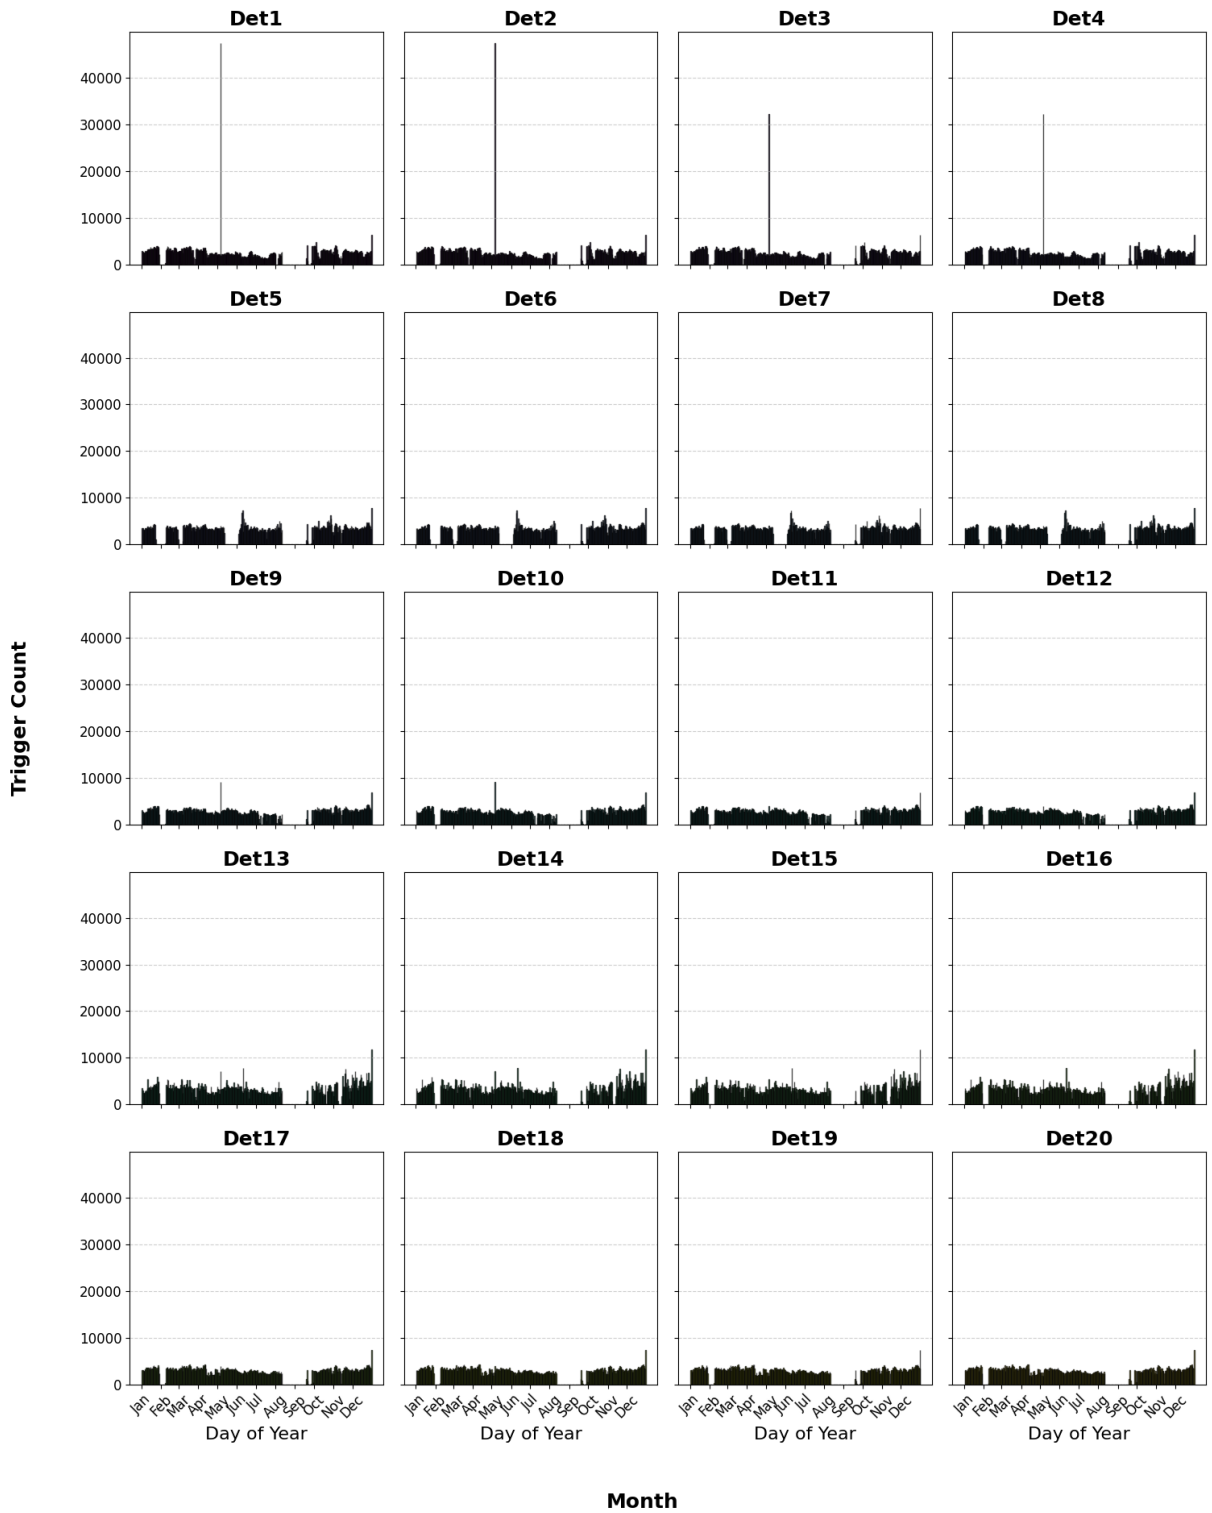 Det1 Det2 Det3 Det4
40000
30000
20000
10000
0
Det5 Det6 Det7 Det8
40000
30000
20000
10000
0
Det9 Det10 Det11 Det12
40000
30000
20000
10000
0
Trigger Count
Det13 Det14 Det15 Det16
40000
30000
20000
10000
0
Det17 Det18 Det19 Det20
40000
30000
20000
10000
0
Jan Feb Mar Apr May Jun Jul Aug Sep Oct Nov Dec Jan Feb Mar Apr May Jun Jul Aug Sep Oct Nov Dec Jan Feb Mar Apr May Jun Jul Aug Sep Oct Nov Dec Jan Feb Mar Apr May Jun Jul Aug Sep Oct Nov Dec
Day of Year Day of Year Day of Year Day of Year
Month